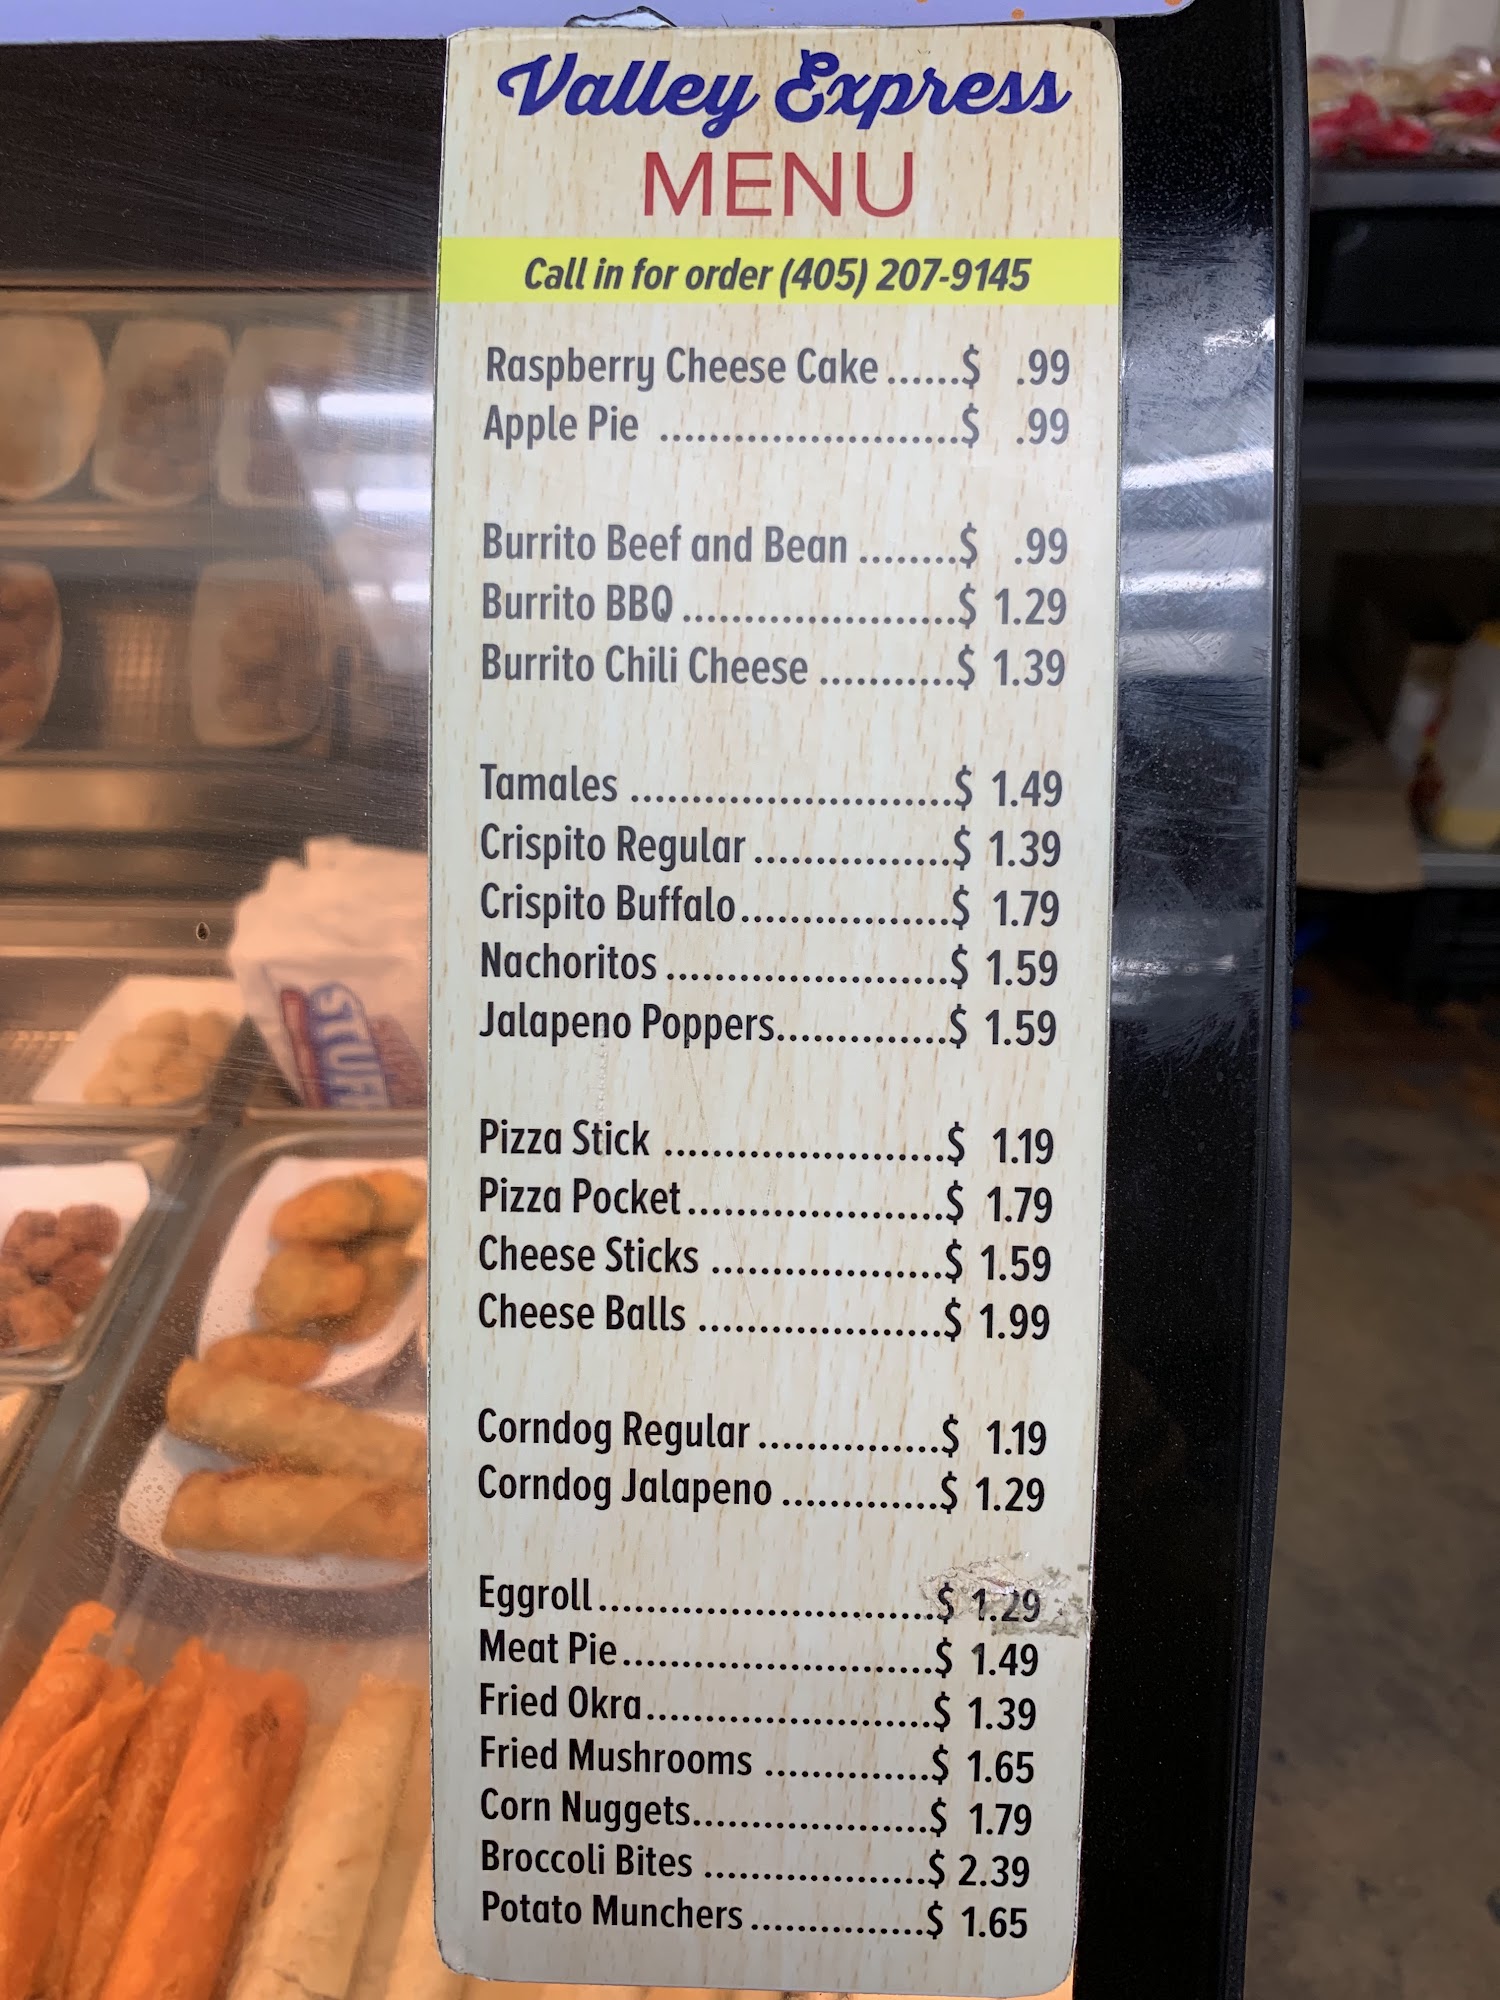 Valley Express
MENU
Call in for order (405) 207-9145
Raspberry Cheese Cake ......$ .99
Apple Pie ........................$ .99
Burrito Beef and Bean ........$ .99
Burrito BBQ ......................$ 1.29
Burrito Chili Cheese ...........$ 1.39
Tamales ..........................$ 1.49
Crispito Regular ................$ 1.39
Crispito Buffalo.................$ 1.79
Nachoritos .......................$ 1.59
Jalapeno Poppers..............$ 1.59
Pizza Stick .......................$ 1.19
Pizza Pocket.....................$ 1.79
Cheese Sticks ...................$ 1.59
Cheese Balls ....................$ 1.99
Corndog Regular ...............$ 1.19
Corndog Jalapeno .............$ 1.29
Eggroll............................$ 1.29
Meat Pie..........................$ 1.49
Fried Okra........................$ 1.39
Fried Mushrooms ..............$ 1.65
Corn Nuggets....................$ 1.79
Broccoli Bites ...................$ 2.39
Potato Munchers ...............$ 1.65
STUFF